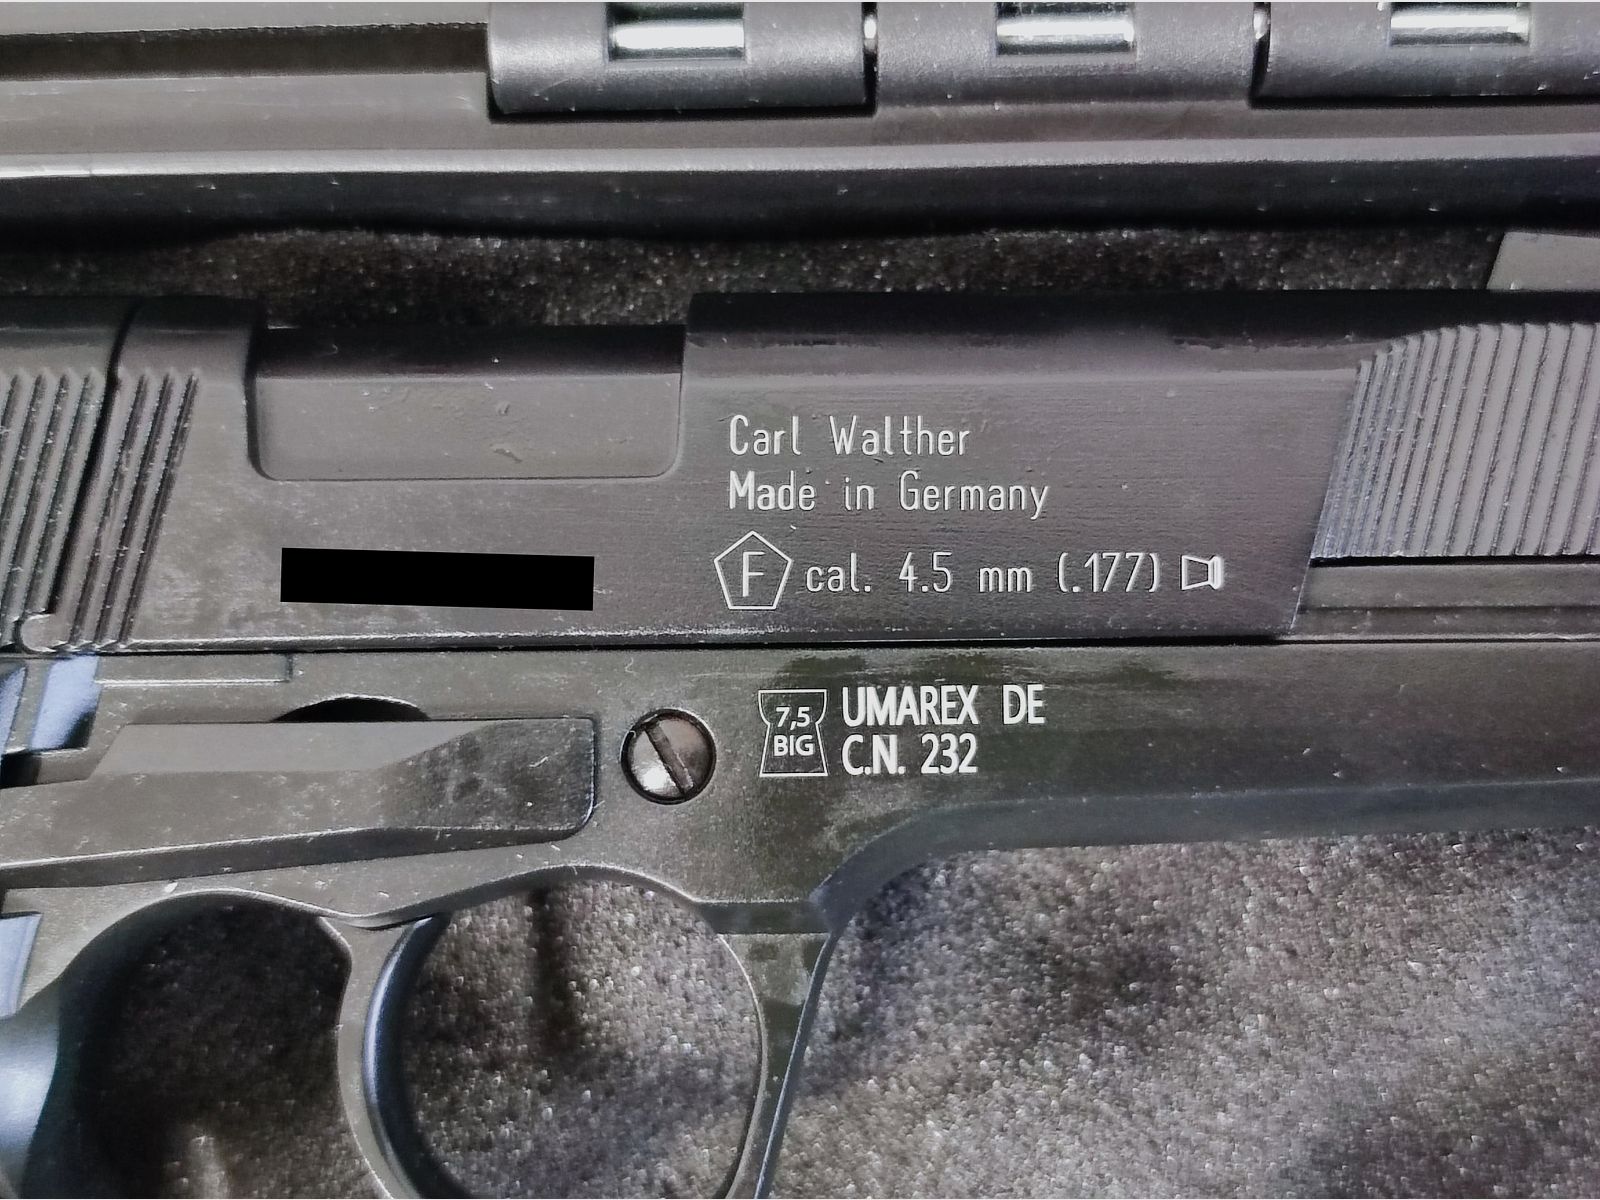 Carl Walther
Made in Germany
F cal. 4.5 mm (.177)
7,5
BIG
UMAREX DE
C.N. 232